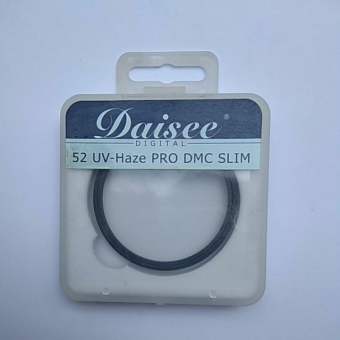 Daisee
DIGITAL
52 UV-Haze PRO DMC SLIM